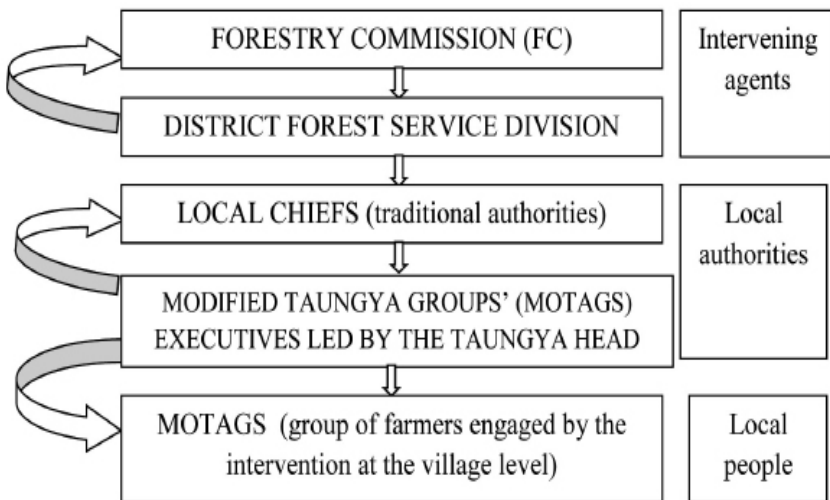 FORESTRY COMMISSION (FC)
Intervening
agents
DISTRICT FOREST SERVICE DIVISION
LOCAL CHIEFS (traditional authorities)
Local
authorities
MODIFIED TAUNGYA GROUPS’ (MOTAGS)
EXECUTIVES LED BY THE TAUNGYA HEAD
MOTAGS (group of farmers engaged by the
intervention at the village level)
Local
people